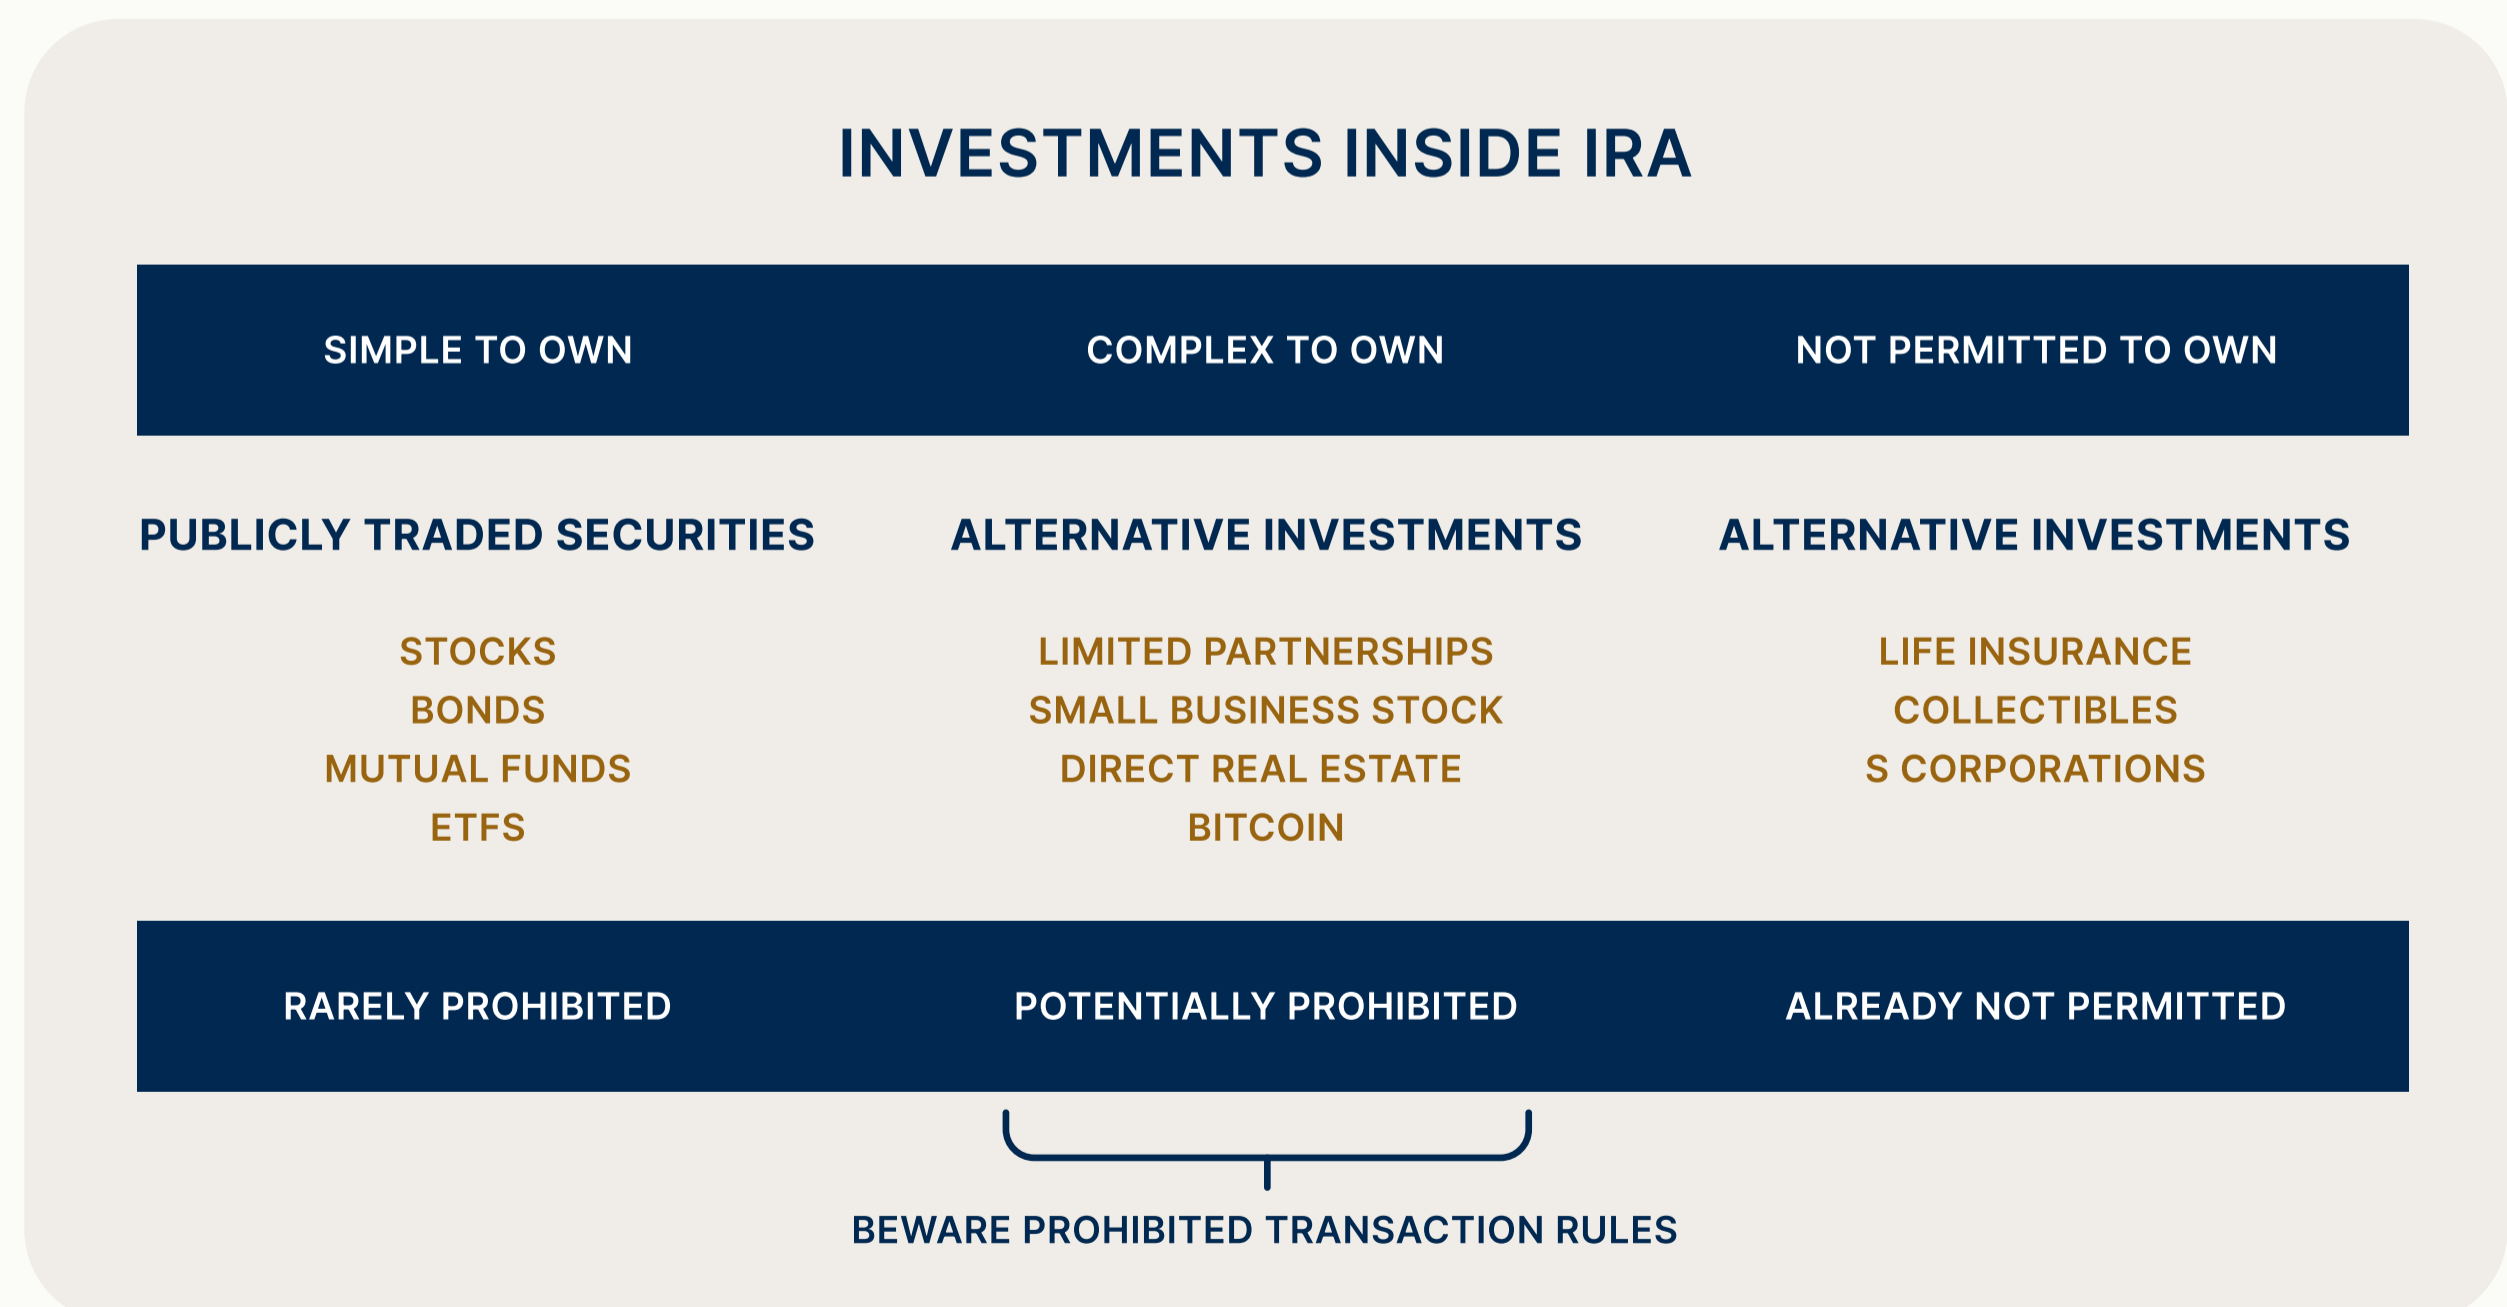 INVESTMENTS INSIDE IRA
SIMPLE TO OWN
COMPLEX TO OWN
NOT PERMITTED TO OWN
PUBLICLY TRADED SECURITIES
ALTERNATIVE INVESTMENTS
ALTERNATIVE INVESTMENTS
STOCKS
BONDS
MUTUAL FUNDS
ETFS
LIMITED PARTNERSHIPS
SMALL BUSINESS STOCK
DIRECT REAL ESTATE
BITCOIN
LIFE INSURANCE
COLLECTIBLES
S CORPORATIONS
RARELY PROHIBITED
POTENTIALLY PROHIBITED
ALREADY NOT PERMITTED
BEWARE PROHIBITED TRANSACTION RULES